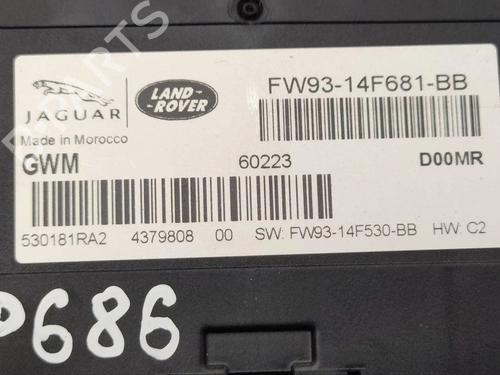 JAGUAR
LAND-
-ROVER
FW93-14F681-BB
Made in Morocco
GWM 60223 D00MR
530181RA2 4379808 00 SW: FW93-14F530-BB HW: C2
P686